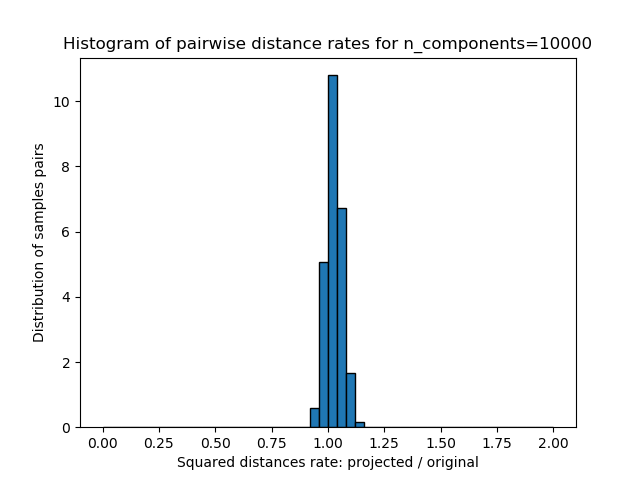 Histogram of pairwise distance rates for n_components=10000
Distribution of samples pairs
10
8
6
4
2
0
0.00 0.25 0.50 0.75 1.00 1.25 1.50 1.75 2.00
Squared distances rate: projected / original